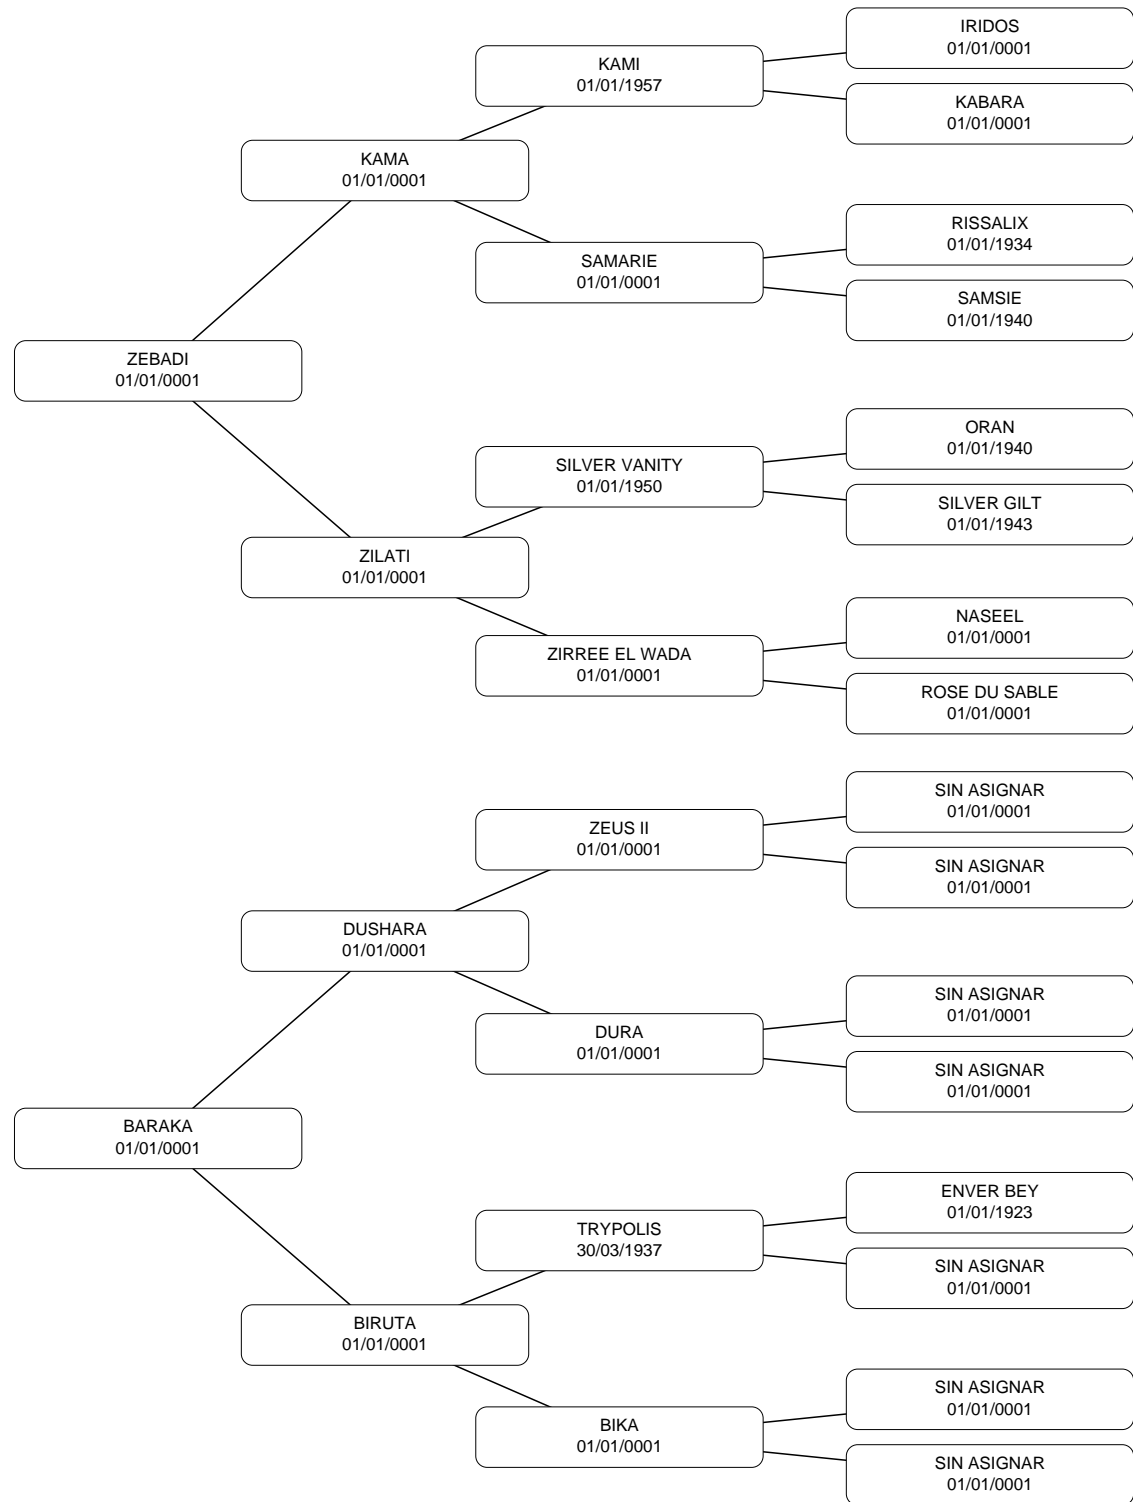 IRIDOS
01/01/0001
KAMI
01/01/1957
KABARA
01/01/0001
KAMA
01/01/0001
RISSALIX
01/01/1934
SAMARIE
01/01/0001
SAMSIE
01/01/1940
ZEBADI
01/01/0001
ORAN
01/01/1940
SILVER VANITY
01/01/1950
SILVER GILT
01/01/1943
ZILATI
01/01/0001
NASEEL
01/01/0001
ZIRREE EL WADA
01/01/0001
ROSE DU SABLE
01/01/0001
SIN ASIGNAR
01/01/0001
ZEUS II
01/01/0001
SIN ASIGNAR
01/01/0001
DUSHARA
01/01/0001
SIN ASIGNAR
01/01/0001
DURA
01/01/0001
SIN ASIGNAR
01/01/0001
BARAKA
01/01/0001
ENVER BEY
01/01/1923
TRYPOLIS
30/03/1937
SIN ASIGNAR
01/01/0001
BIRUTA
01/01/0001
SIN ASIGNAR
01/01/0001
BIKA
01/01/0001
SIN ASIGNAR
01/01/0001